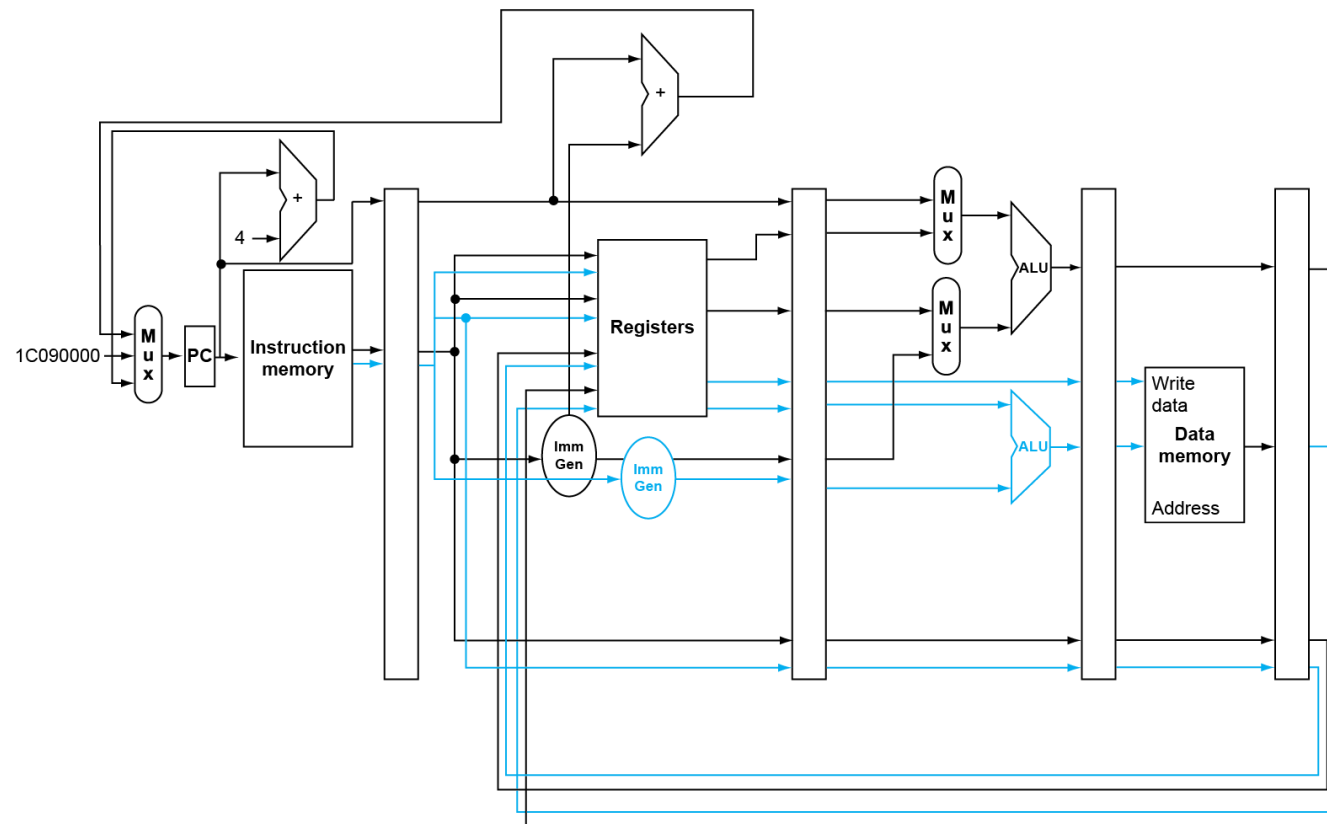 +
+
4
M
u
x
1C090000
M
u
x
PC
Instruction
memory
Registers
Imm
Gen
Imm
Gen
M
u
x
ALU
ALU
Write
data
Data
memory
Address